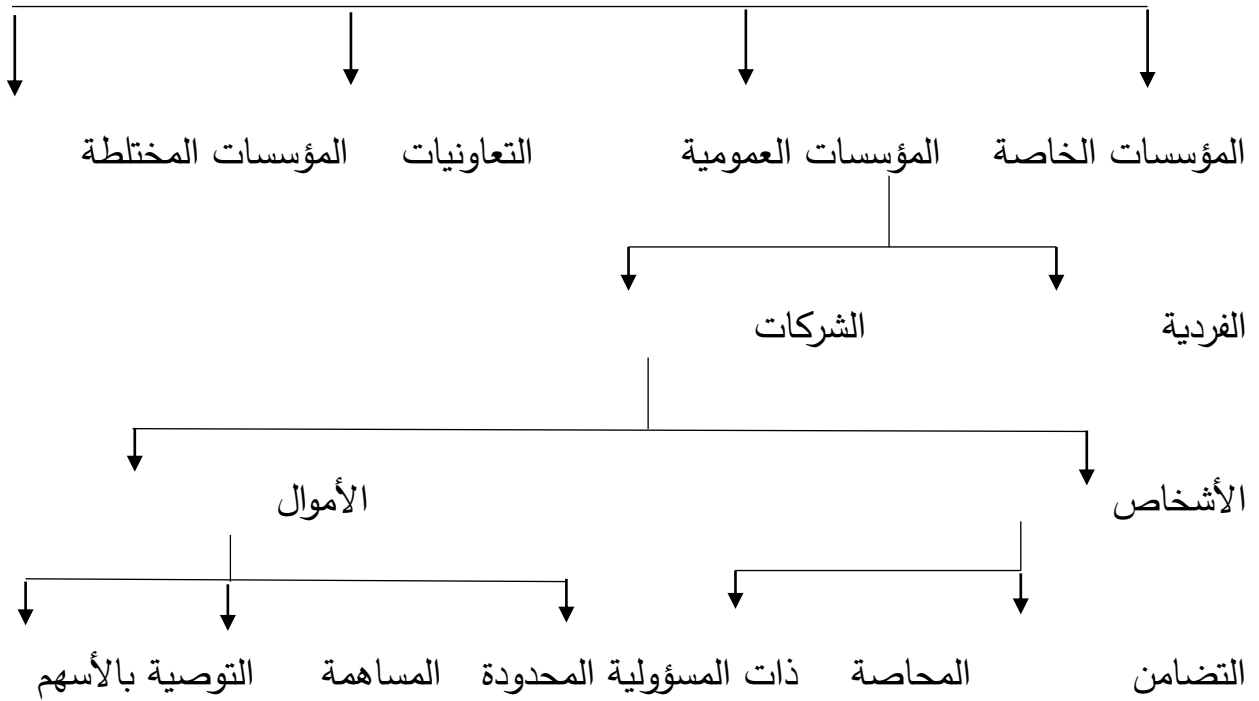 المؤسسات الخاصة المؤسسات العمومية التعاونيات المؤسسات المختلطة
الفردية الشركات
الأشخاص الأموال
التضامن المحاصة ذات المسؤولية المحدودة المساهمة التوصية بالأسهم